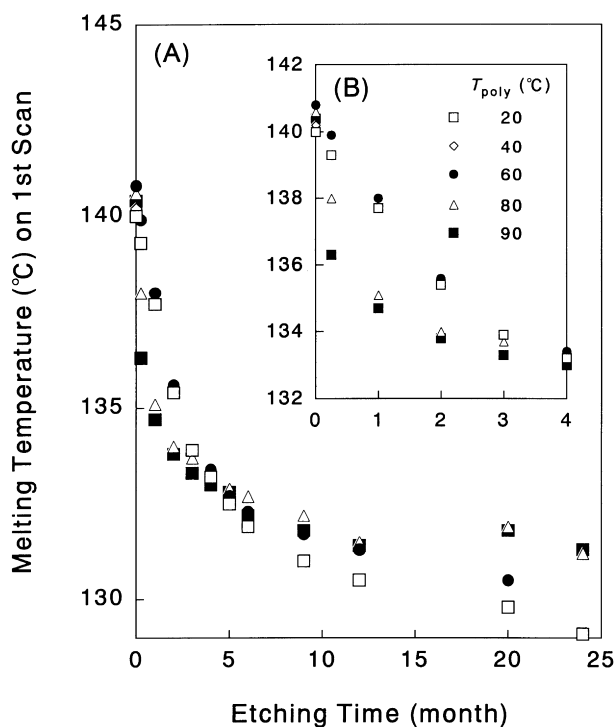 145
140
135
130
Melting Temperature (℃) on 1st Scan
(A)
(B)
142
140
138
136
134
132
0 1 2 3 4
Tpoly (℃)
20
40
60
80
90
0 5 10 15 20 25
Etching Time (month)